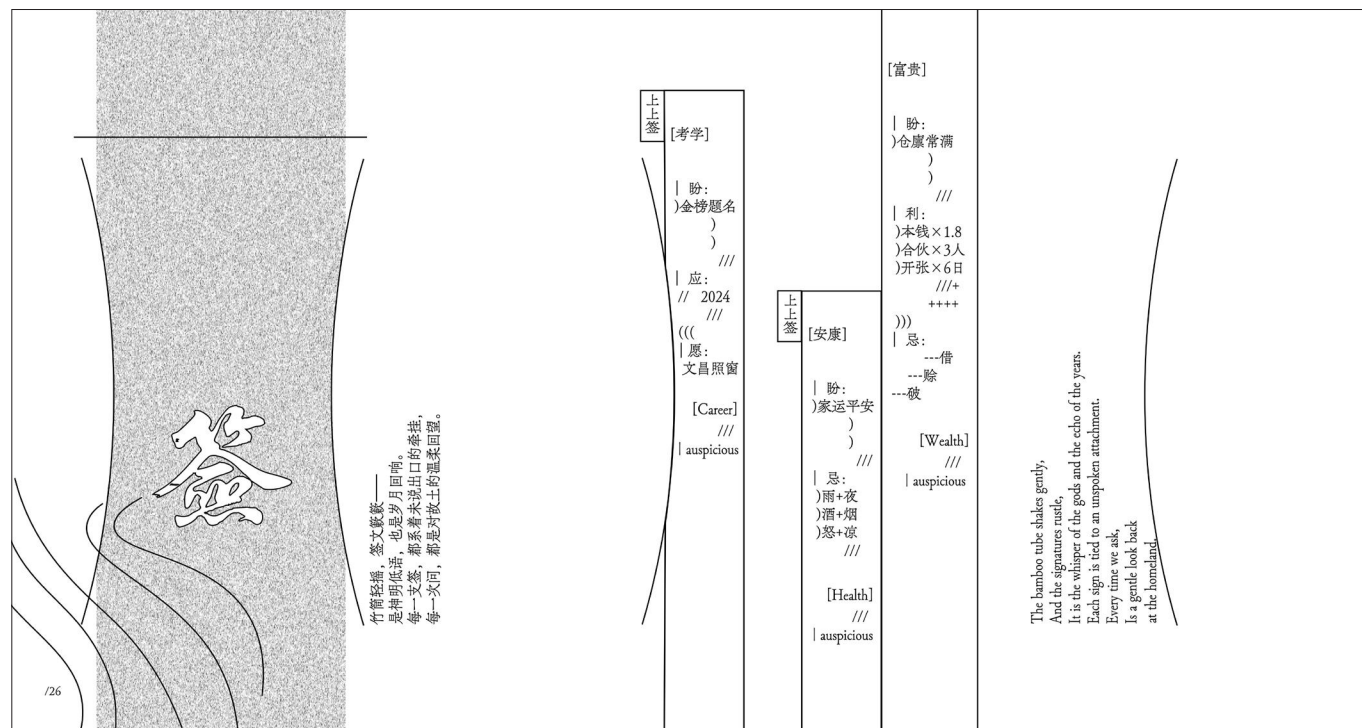 签
竹筒轻摇，签文簌簌——
是神明低语，也是岁月回响。
每一支签，都系着未说出口的牵挂，
每一次问，都是对故土的温柔回望。
/26
上上签
[考学]
| 盼：
)金榜题名
)
)
///
| 应：
// 2024
///
(((
| 愿：
文昌照窗
[Career]
///
| auspicious
上上签
[安康]
| 盼：
)家运平安
)
)
///
| 忌：
)雨+夜
)酒+烟
)怒+凉
///
[Health]
///
| auspicious
[富贵]
| 盼：
)仓廪常满
)
)
///
| 利：
)本钱×1.8
)合伙×3人
)开张×6日
///+
++++
)))
| 忌：
---借
---赊
---破
[Wealth]
///
| auspicious
The bamboo tube shakes gently,
And the signatures rustle,
It is the whisper of the gods and the echo of the years.
Each sign is tied to an unspoken attachment.
Every time we ask,
Is a gentle look back
at the homeland.